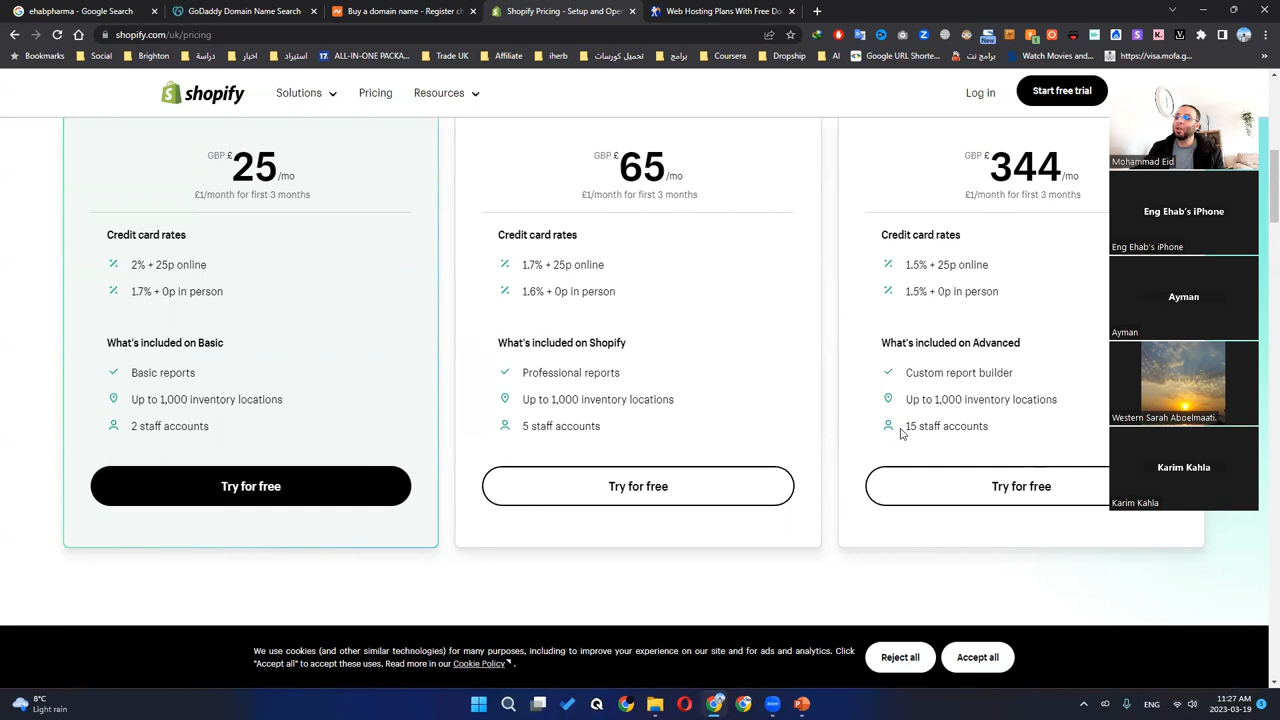 ehabpharma - Google Search
GoDaddy Domain Name Search
Buy a domain name - Register ch
Shopify Pricing - Setup and Ope
Web Hosting Plans With Free Do
shopify.com/uk/pricing
New
Bookmarks
Social
Brighton
دراسة
اخبار
استيراد
ALL-IN-ONE PACKA...
Trade UK
Affiliate
iherb
تحميل كورسات
برامج
Coursera
Dropship
AI
Google URL Shorte...
برامج نت
Watch Movies and...
https://visa.mofa.g...
shopify
Solutions
Pricing
Resources
Log in
Start free trial
GBP £ 25 /mo
£1/month for first 3 months
Credit card rates
2% + 25p online
1.7% + 0p in person
What's included on Basic
Basic reports
Up to 1,000 inventory locations
2 staff accounts
Try for free
GBP £ 65 /mo
£1/month for first 3 months
Credit card rates
1.7% + 25p online
1.6% + 0p in person
What's included on Shopify
Professional reports
Up to 1,000 inventory locations
5 staff accounts
Try for free
GBP £ 344 /mo
£1/month for first 3 months
Credit card rates
1.5% + 25p online
1.5% + 0p in person
What's included on Advanced
Custom report builder
Up to 1,000 inventory locations
15 staff accounts
Try for free
Mohammad Eid
Eng Ehab's iPhone
Eng Ehab's iPhone
Ayman
Ayman
Western Sarah Aboelmaati.
Karim Kahla
Karim Kahla
We use cookies (and other similar technologies) for many purposes, including to improve your experience on our site and for ads and analytics. Click
"Accept all" to accept these uses. Read more in our Cookie Policy.
Reject all
Accept all
8°C
Light rain
ENG
11:27 AM
2023-03-19